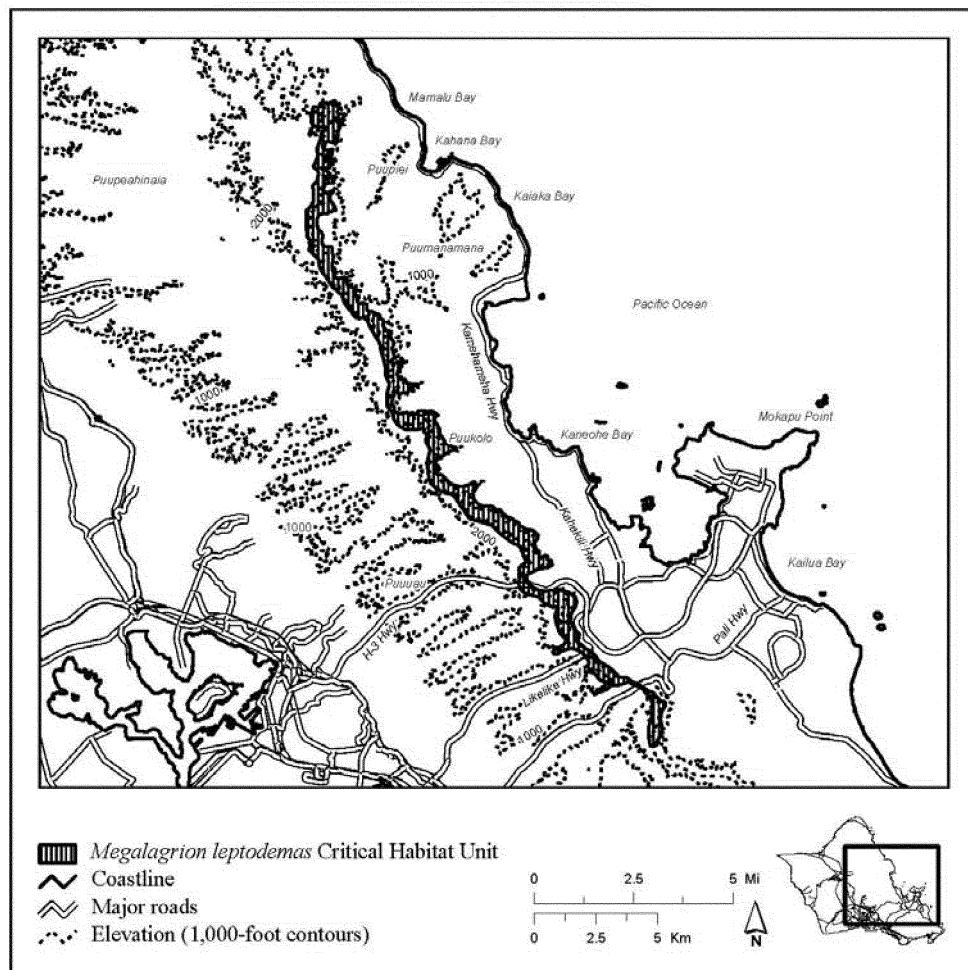 Mamalu Bay
Kahana Bay
Puupiei
Kaiaka Bay
Puupeahinaia
2000
Puumanamana
1000
Pacific Ocean
Kamehameha Hwy
1000
Mokapu Point
Puukolo
Kaneohe Bay
1000
2000
Kahekili Hwy
Kailua Bay
Puuuau
H-3 Hwy
Pali Hwy
Likelike Hwy
1000
Megalagrion leptodemas Critical Habitat Unit
Coastline
Major roads
Elevation (1,000-foot contours)
0 2.5 5 Mi
0 2.5 5 Km
N